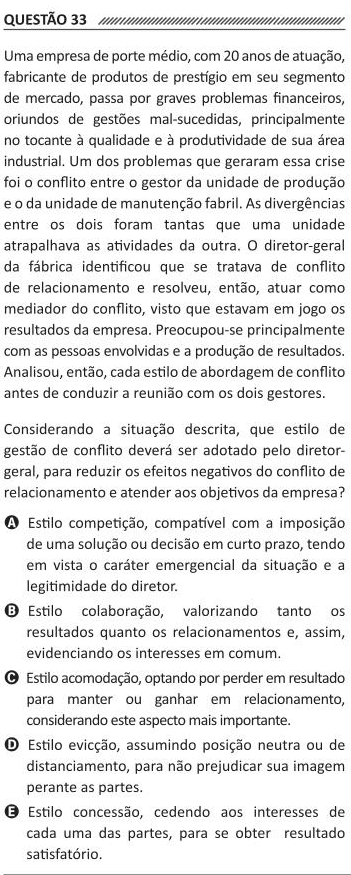 QUESTÃO 33
Uma empresa de porte médio, com 20 anos de atuação,
fabricante de produtos de prestígio em seu segmento
de mercado, passa por graves problemas financeiros,
oriundos de gestões mal-sucedidas, principalmente
no tocante à qualidade e à produtividade de sua área
industrial. Um dos problemas que geraram essa crise
foi o conflito entre o gestor da unidade de produção
e o da unidade de manutenção fabril. As divergências
entre os dois foram tantas que uma unidade
atrapalhava as atividades da outra. O diretor-geral
da fábrica identificou que se tratava de conflito
de relacionamento e resolveu, então, atuar como
mediador do conflito, visto que estavam em jogo os
resultados da empresa. Preocupou-se principalmente
com as pessoas envolvidas e a produção de resultados.
Analisou, então, cada estilo de abordagem de conflito
antes de conduzir a reunião com os dois gestores.
Considerando a situação descrita, que estilo de
gestão de conflito deverá ser adotado pelo diretor-
geral, para reduzir os efeitos negativos do conflito de
relacionamento e atender aos objetivos da empresa?
A Estilo competição, compatível com a imposição
de uma solução ou decisão em curto prazo, tendo
em vista o caráter emergencial da situação e a
legitimidade do diretor.
B Estilo colaboração, valorizando tanto os
resultados quanto os relacionamentos e, assim,
evidenciando os interesses em comum.
C Estilo acomodação, optando por perder em resultado
para manter ou ganhar em relacionamento,
considerando este aspecto mais importante.
D Estilo evicção, assumindo posição neutra ou de
distanciamento, para não prejudicar sua imagem
perante as partes.
E Estilo concessão, cedendo aos interesses de
cada uma das partes, para se obter resultado
satisfatório.